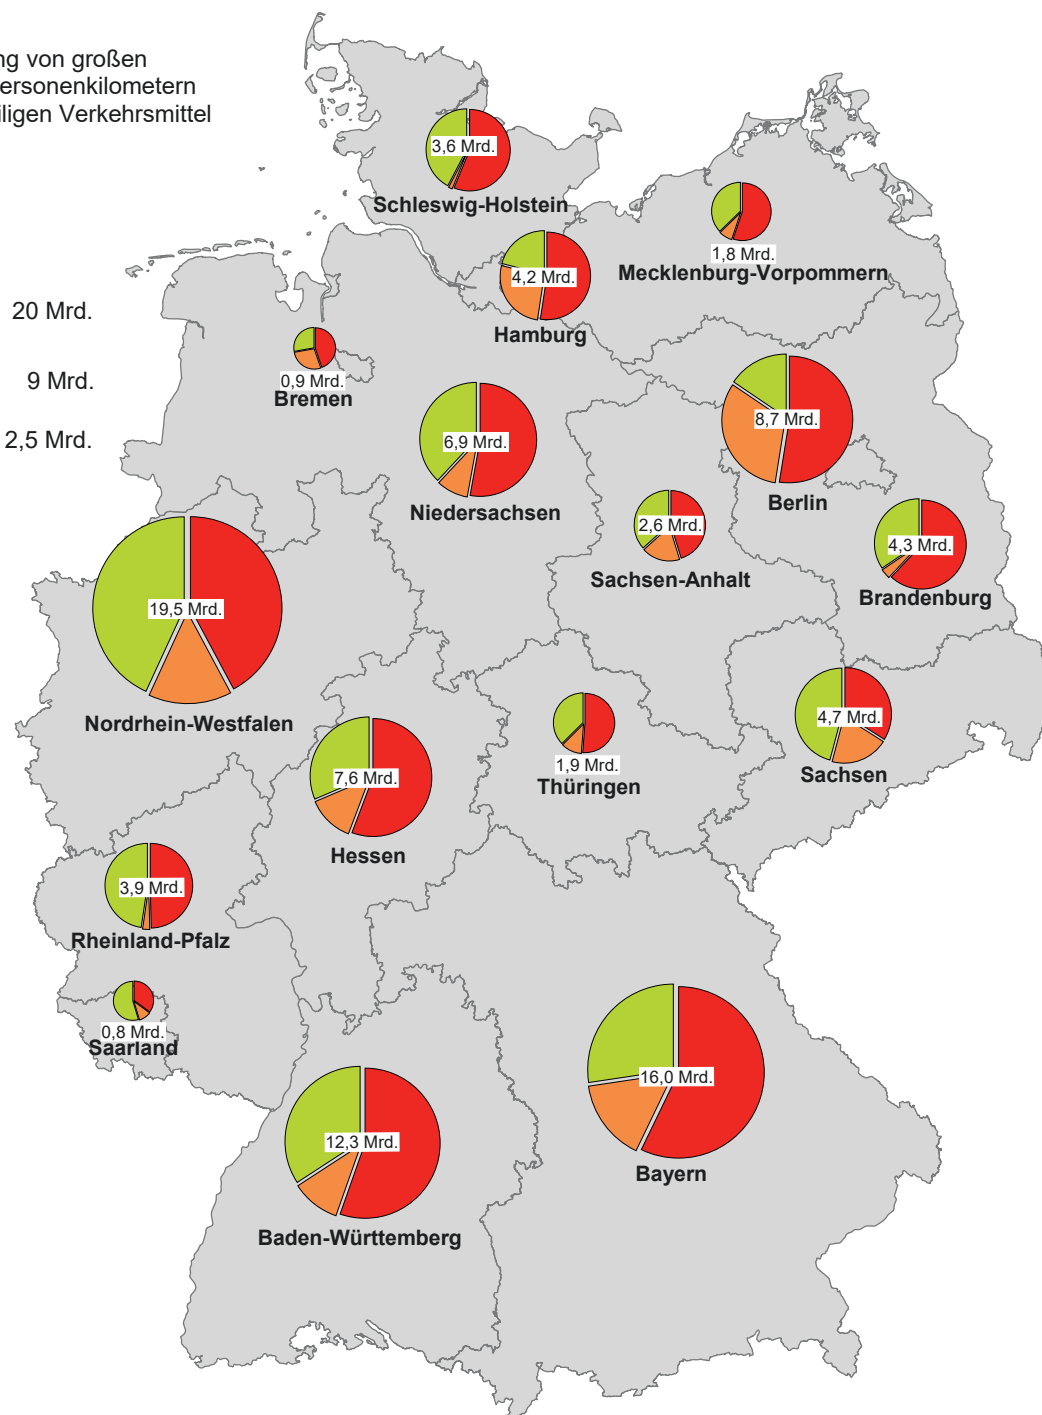 ng von großen
ersonenkilometern
iligen Verkehrsmittel
3,6 Mrd.
Schleswig-Holstein
1,8 Mrd.
Mecklenburg-Vorpommern
4,2 Mrd.
Hamburg
20 Mrd.
9 Mrd.
2,5 Mrd.
0,9 Mrd.
Bremen
6,9 Mrd.
Niedersachsen
8,7 Mrd.
Berlin
2,6 Mrd.
Sachsen-Anhalt
4,3 Mrd.
Brandenburg
19,5 Mrd.
Nordrhein-Westfalen
7,6 Mrd.
Hessen
1,9 Mrd.
Thüringen
4,7 Mrd.
Sachsen
3,9 Mrd.
Rheinland-Pfalz
0,8 Mrd.
Saarland
12,3 Mrd.
Baden-Württemberg
16,0 Mrd.
Bayern